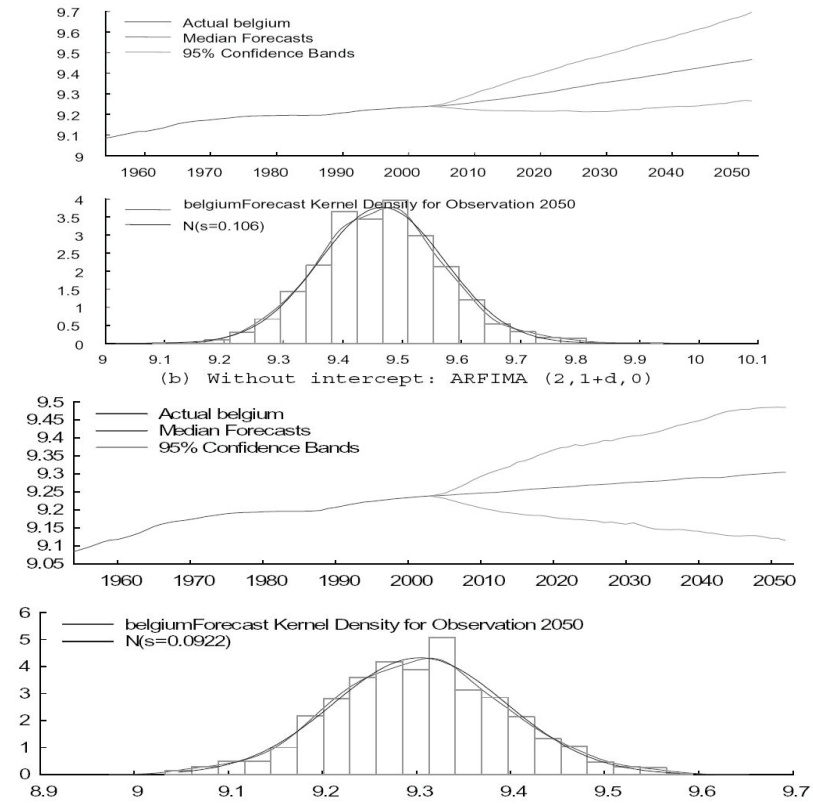 9.7
9.6
9.5
9.4
9.3
9.2
9.1
9
Actual belgium
Median Forecasts
95% Confidence Bands
1960 1970 1980 1990 2000 2010 2020 2030 2040 2050
4
3.5
3
2.5
2
1.5
1
0.5
0
belgiumForecast Kernel Density for Observation 2050
N(s=0.106)
9 9.1 9.2 9.3 9.4 9.5 9.6 9.7 9.8 9.9 10 10.1
(b) Without intercept: ARFIMA (2,1+d,0)
9.5
9.45
9.4
9.35
9.3
9.25
9.2
9.15
9.1
9.05
Actual belgium
Median Forecasts
95% Confidence Bands
1960 1970 1980 1990 2000 2010 2020 2030 2040 2050
6
5
4
3
2
1
0
belgiumForecast Kernel Density for Observation 2050
N(s=0.0922)
8.9 9 9.1 9.2 9.3 9.4 9.5 9.6 9.7